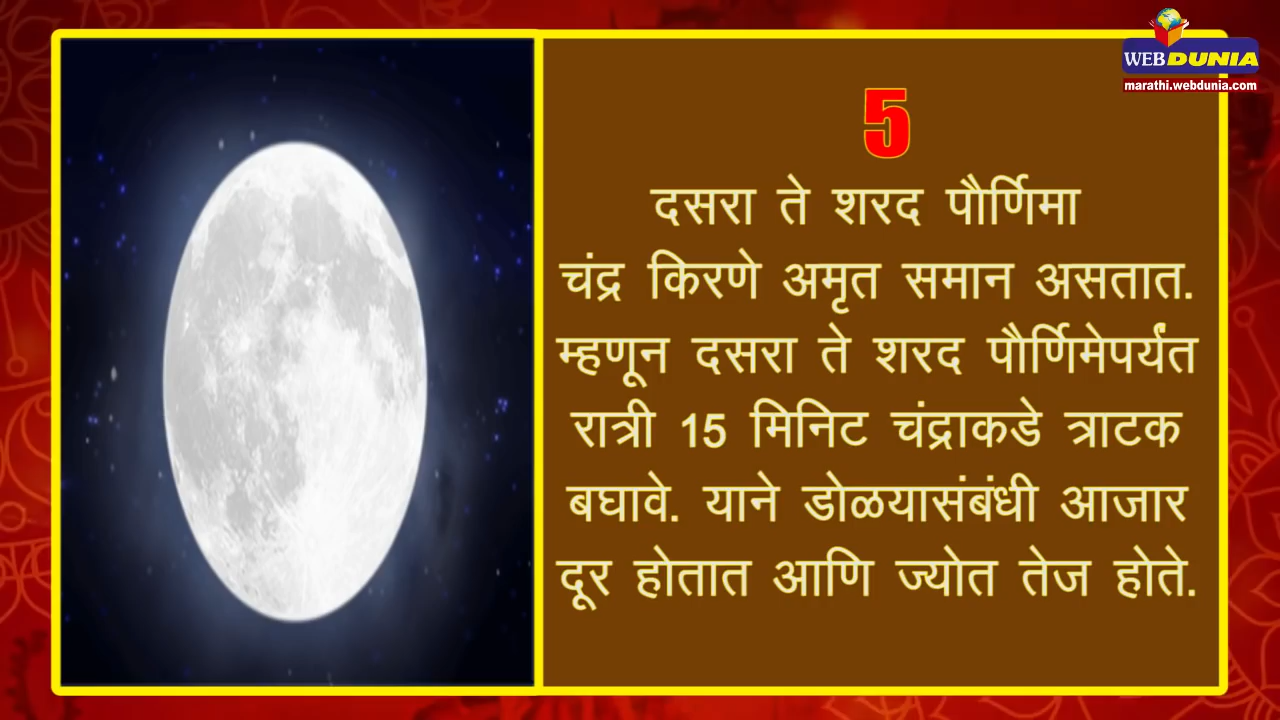 WEBDUNIA
marathi.webdunia.com
5
दसरा ते शरद पौर्णिमा
चंद्र किरणे अमृत समान असतात.
म्हणून दसरा ते शरद पौर्णिमेपर्यंत
रात्री 15 मिनिट चंद्राकडे त्राटक
बघावे. याने डोळयासंबंधी आजार
दूर होतात आणि ज्योत तेज होते.